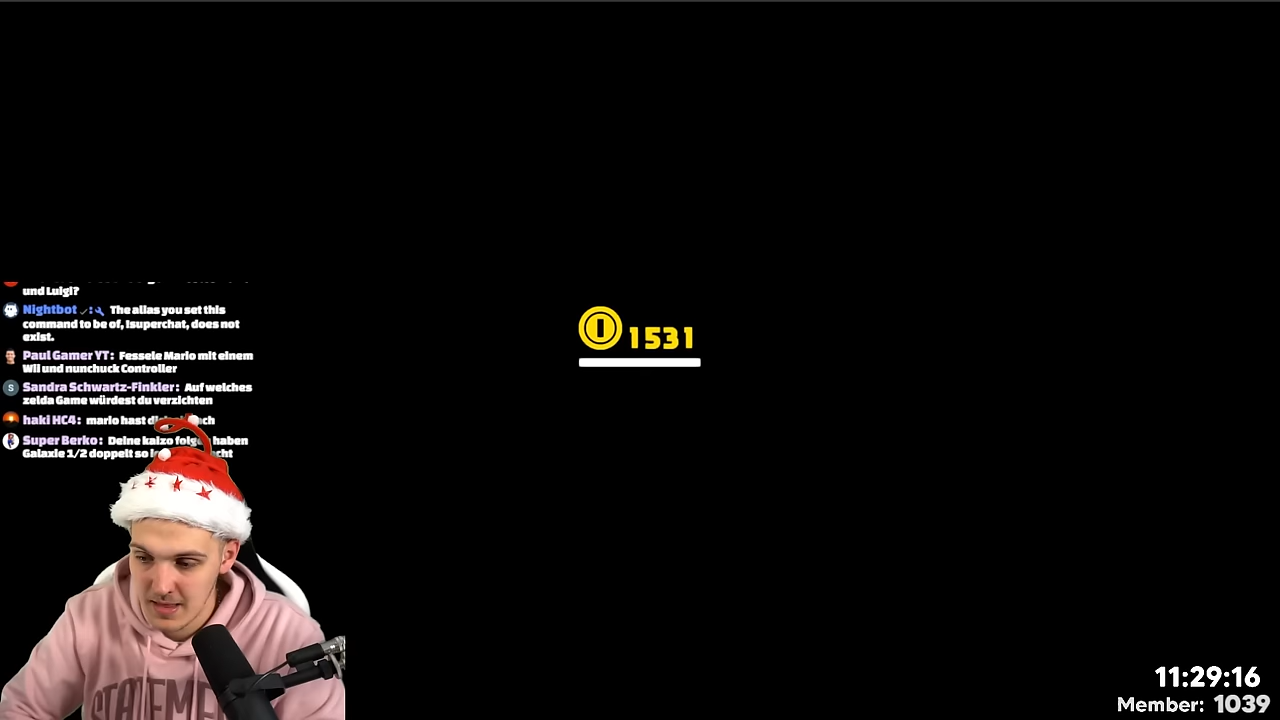 und Luigi?
Nightbot: The alias you set this
command to be of, lsuperchat, does not
exist.
Paul Gamer YT: Fessele Mario mit einem
Wii und nunchuck Controller
S Sandra Schwartz-Finkler: Auf welches
zelda Game würdest du verzichten
haki HC4: mario hast
Super Berko: Deine kaizo haben
Galaxie 1/2 doppelt so
1531
STATEME
11:29:16
Member: 1039